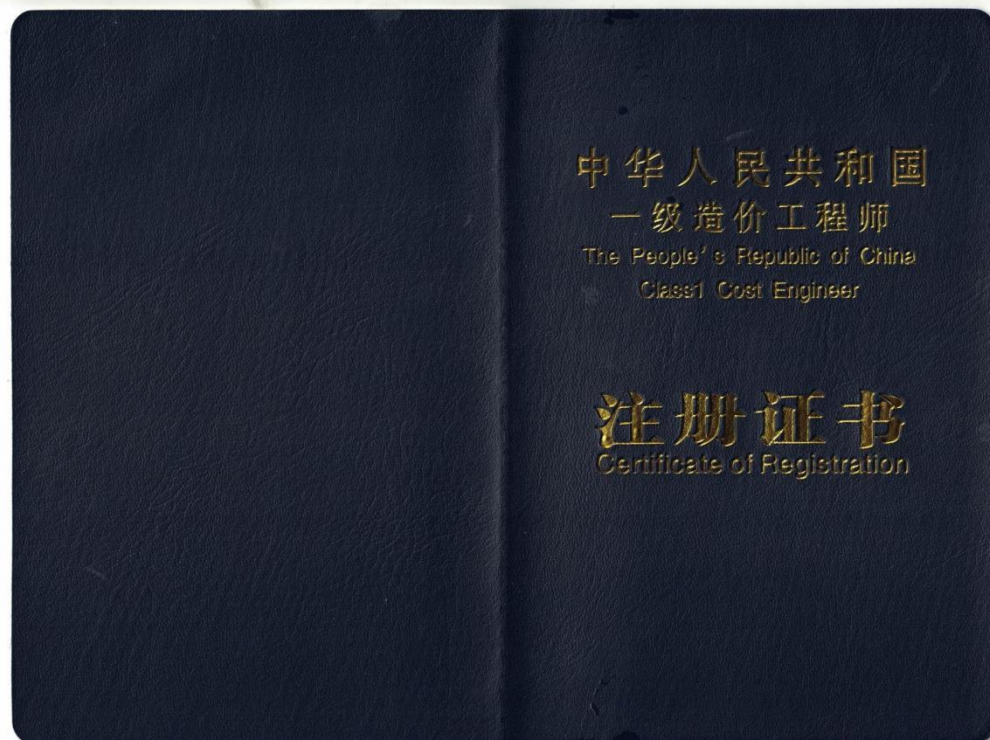 中华人民共和国
一级造价工程师
The People's Republic of China
Class1 Cost Engineer
注册证书
Certificate of Registration